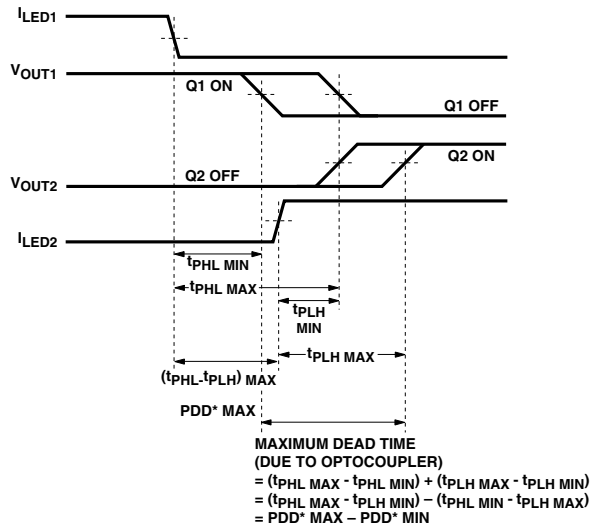 ILED1
VOUT1
Q1 ON
Q1 OFF
Q2 ON
Q2 OFF
VOUT2
ILED2
tPHL MIN
tPHL MAX
tPLH
MIN
tPLH MAX
(tPHL-tPLH) MAX
PDD* MAX
MAXIMUM DEAD TIME
(DUE TO OPTOCOUPLER)
= (tPHL MAX - tPHL MIN) + (tPLH MAX - tPLH MIN)
= (tPHL MAX - tPLH MIN) – (tPHL MIN - tPLH MAX)
= PDD* MAX – PDD* MIN